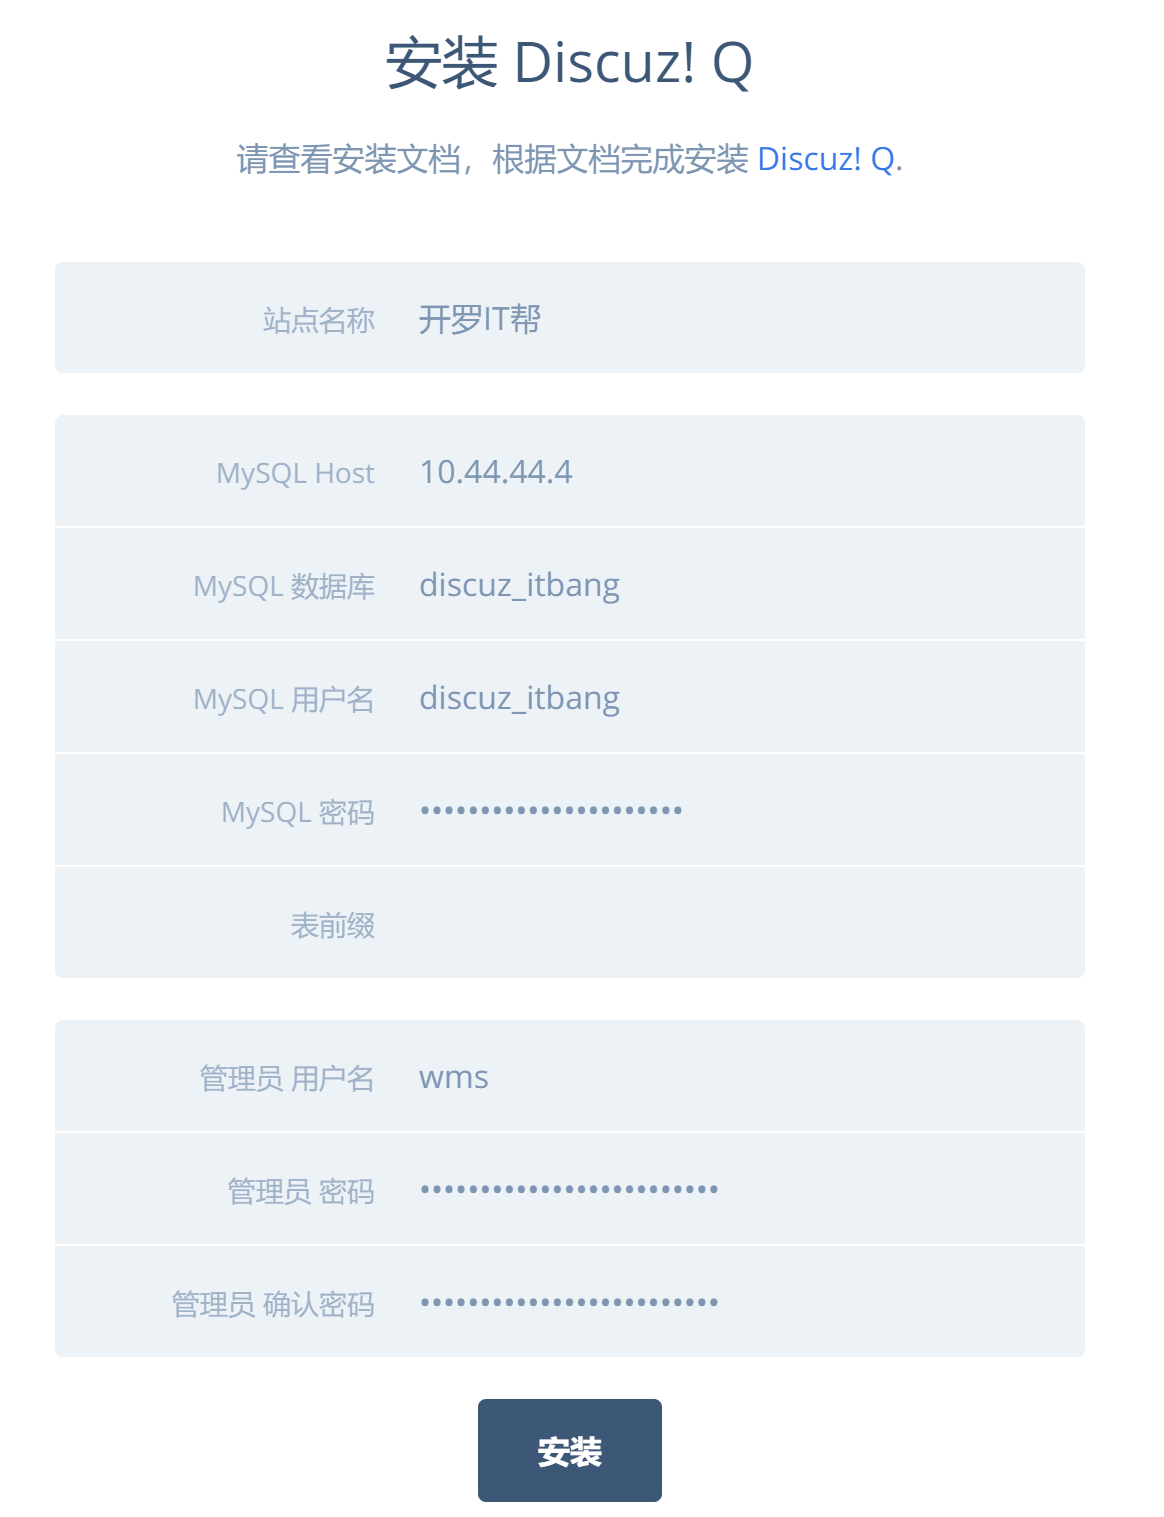 安装 Discuz! Q
请查看安装文档，根据文档完成安装 Discuz! Q.
站点名称 开罗IT帮
MySQL Host 10.44.44.4
MySQL 数据库 discuz_itbang
MySQL 用户名 discuz_itbang
MySQL 密码 ••••••••••••••••••••••
表前缀
管理员 用户名 wms
管理员 密码 •••••••••••••••••••••••••
管理员 确认密码 •••••••••••••••••••••••••
安装